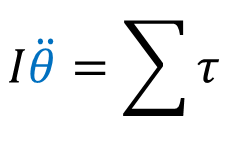 Iθ̈ = ∑ τ